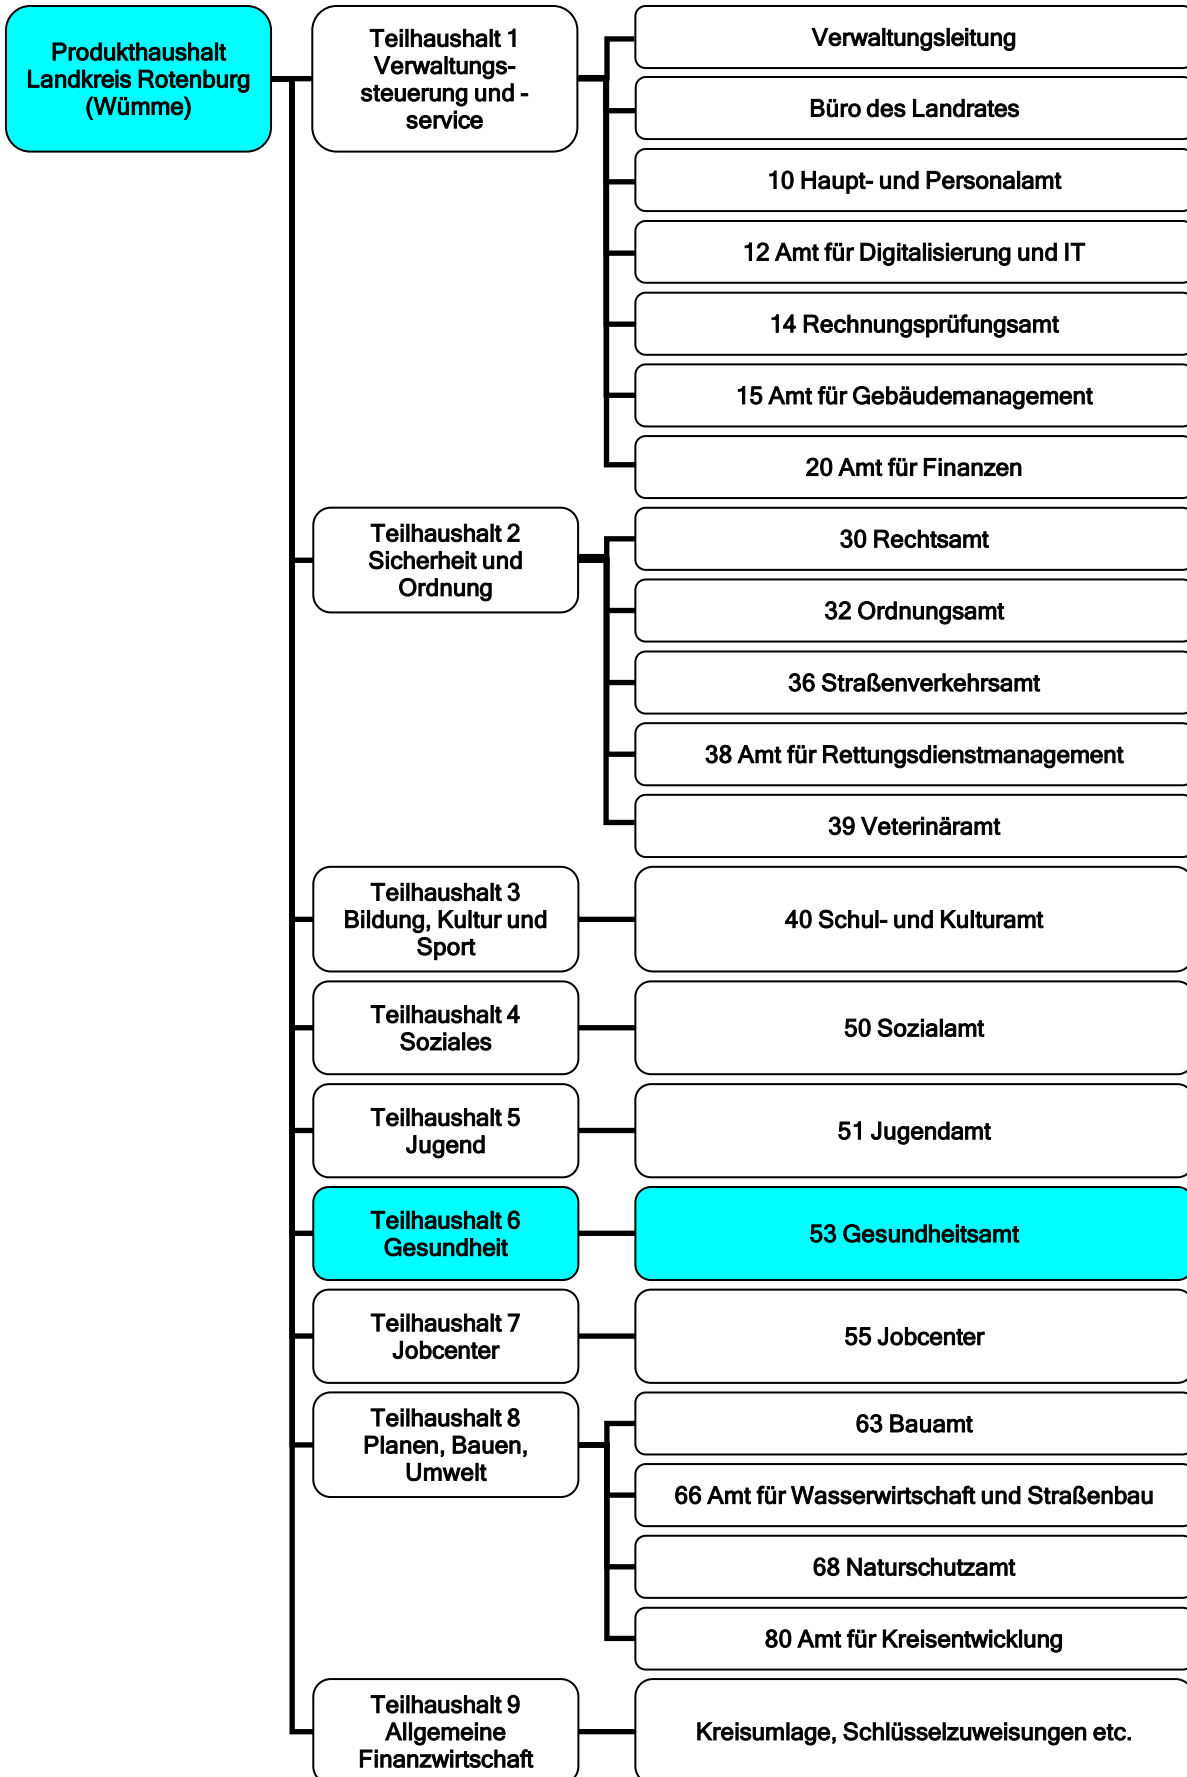 Produkthaushalt
Landkreis Rotenburg
(Wümme)
Teilhaushalt 1
Verwaltungs-
steuerung und -
service
Verwaltungsleitung
Büro des Landrates
10 Haupt- und Personalamt
12 Amt für Digitalisierung und IT
14 Rechnungsprüfungsamt
15 Amt für Gebäudemanagement
20 Amt für Finanzen
Teilhaushalt 2
Sicherheit und
Ordnung
30 Rechtsamt
32 Ordnungsamt
36 Straßenverkehrsamt
38 Amt für Rettungsdienstmanagement
39 Veterinäramt
Teilhaushalt 3
Bildung, Kultur und
Sport
40 Schul- und Kulturamt
Teilhaushalt 4
Soziales
50 Sozialamt
Teilhaushalt 5
Jugend
51 Jugendamt
Teilhaushalt 6
Gesundheit
53 Gesundheitsamt
Teilhaushalt 7
Jobcenter
55 Jobcenter
Teilhaushalt 8
Planen, Bauen,
Umwelt
63 Bauamt
66 Amt für Wasserwirtschaft und Straßenbau
68 Naturschutzamt
80 Amt für Kreisentwicklung
Teilhaushalt 9
Allgemeine
Finanzwirtschaft
Kreisumlage, Schlüsselzuweisungen etc.